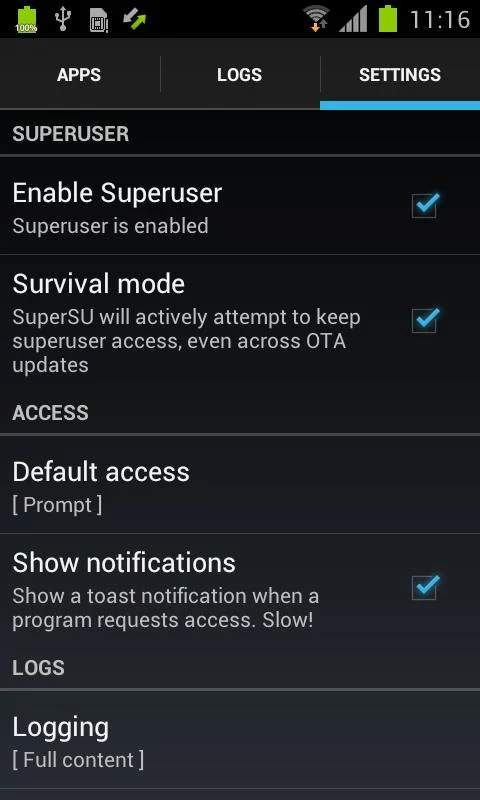 100%
11:16
APPS
LOGS
SETTINGS
SUPERUSER
Enable Superuser
Superuser is enabled
Survival mode
SuperSU will actively attempt to keep
superuser access, even across OTA
updates
ACCESS
Default access
[ Prompt ]
Show notifications
Show a toast notification when a
program requests access. Slow!
LOGS
Logging
[ Full content ]